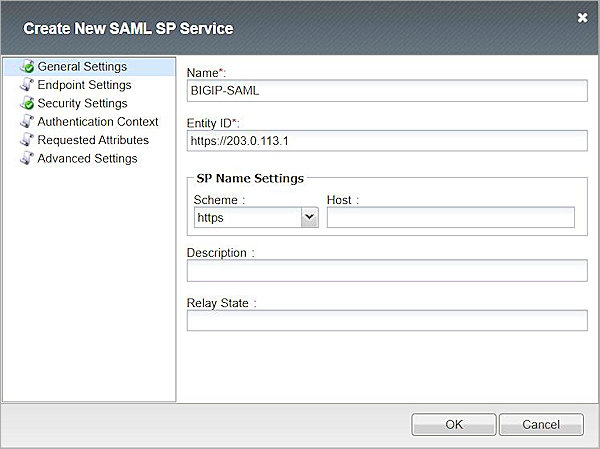 Create New SAML SP Service
General Settings
Endpoint Settings
Security Settings
Authentication Context
Requested Attributes
Advanced Settings
Name*:
BIGIP-SAML
Entity ID*:
https://203.0.113.1
SP Name Settings
Scheme :
Host :
https
Description :
Relay State :
OK
Cancel